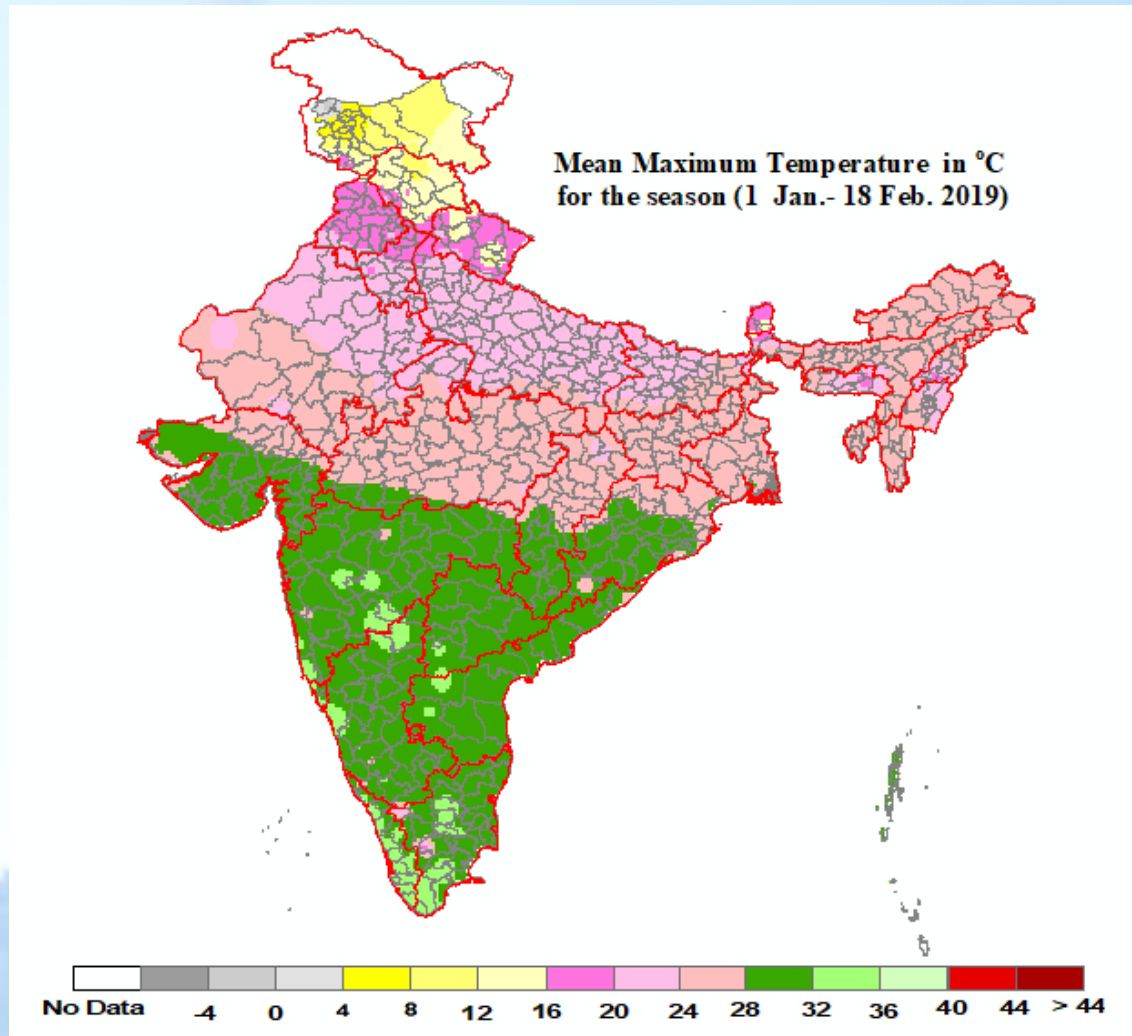 Mean Maximum Temperature in °C
for the season (1 Jan.- 18 Feb. 2019)
No Data -4 0 4 8 12 16 20 24 28 32 36 40 44 > 44